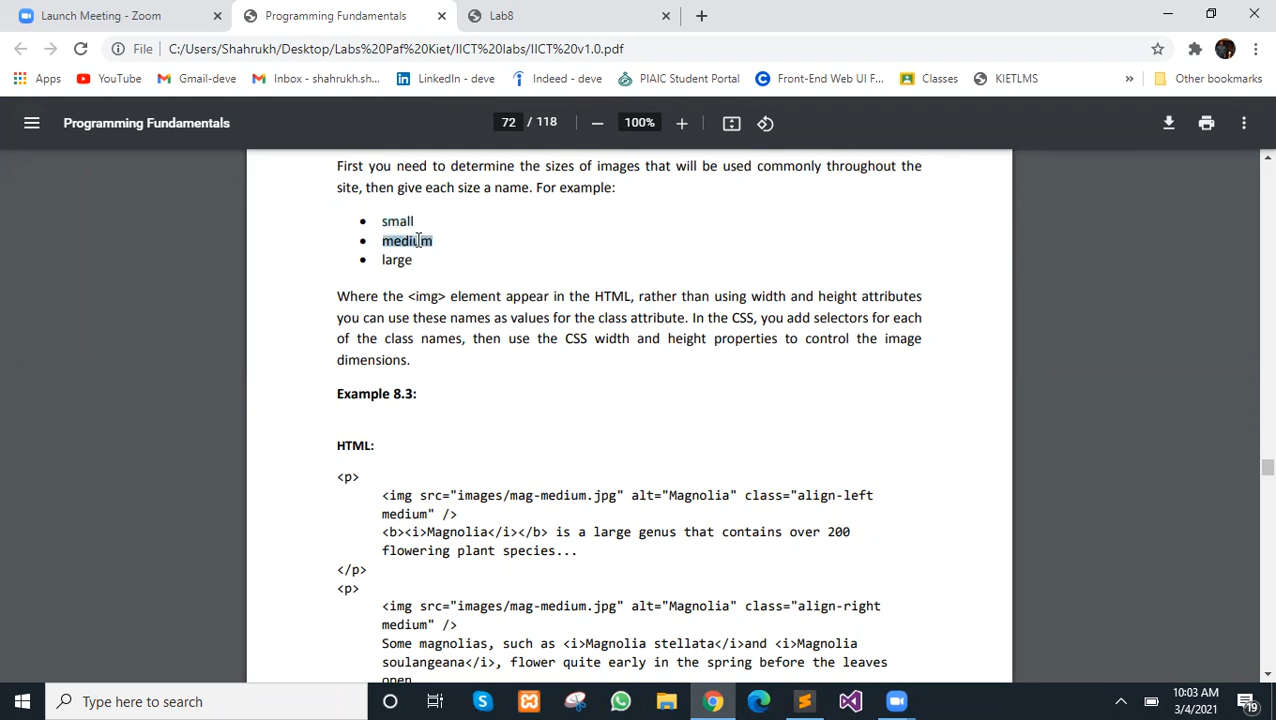 Launch Meeting - Zoom
Programming Fundamentals
Lab8
File
C:/Users/Shahrukh/Desktop/Labs%20Paf%20Kiet/IICT%20labs/IICT%20v1.0.pdf
Apps
YouTube
Gmail-deve
Inbox - shahrukh.sh...
LinkedIn - deve
Indeed - deve
PIAIC Student Portal
Front-End Web UI F...
Classes
KIETLMS
»
Other bookmarks
Programming Fundamentals
72 / 118
100%
First you need to determine the sizes of images that will be used commonly throughout the
site, then give each size a name. For example:
• small
• medium
• large
Where the <img> element appear in the HTML, rather than using width and height attributes
you can use these names as values for the class attribute. In the CSS, you add selectors for each
of the class names, then use the CSS width and height properties to control the image
dimensions.
Example 8.3:
HTML:
<p>
<img src="images/mag-medium.jpg" alt="Magnolia" class="align-left
medium" />
<b><i>Magnolia</i></b> is a large genus that contains over 200
flowering plant species...
</p>
<p>
<img src="images/mag-medium.jpg" alt="Magnolia" class="align-right
medium" />
Some magnolias, such as <i>Magnolia stellata</i>and <i>Magnolia
soulangeana</i>, flower quite early in the spring before the leaves
open
Type here to search
10:03 AM
3/4/2021
19